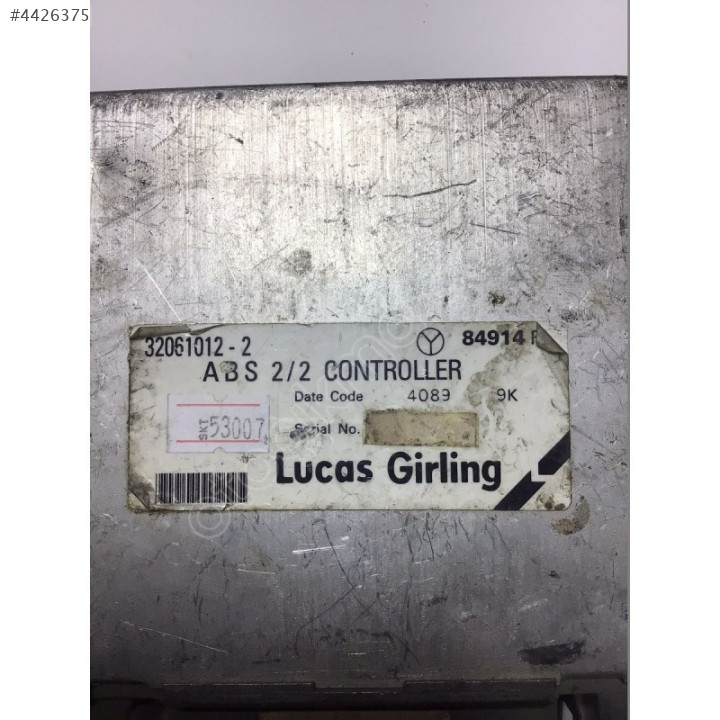 #4426375
32061012-2 84914
ABS 2/2 CONTROLLER
Date Code 4089 9K
SKT 53007 Serial No.
Lucas Girling